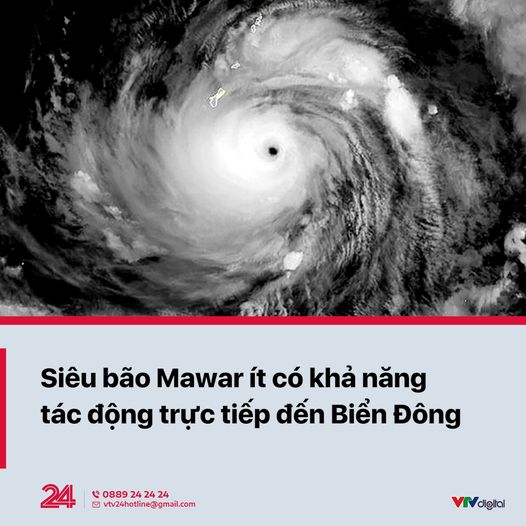 Siêu bão Mawar ít có khả năng
tác động trực tiếp đến Biển Đông
24
0889 24 24 24
vtv24hotline@gmail.com
VTV digital